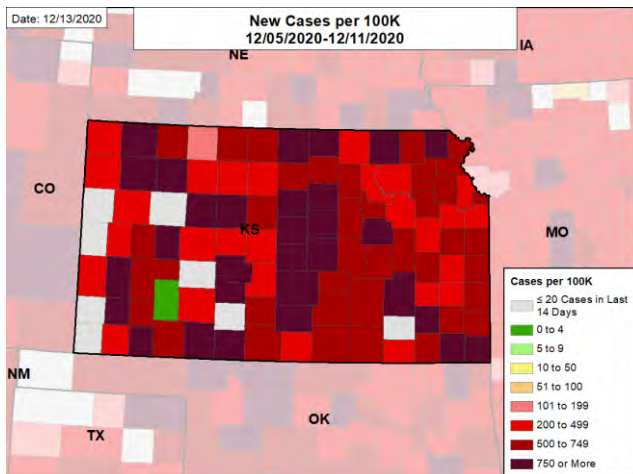 Date: 12/13/2020
New Cases per 100K
12/05/2020-12/11/2020
NE
IA
CO
KS
MO
NM
TX
OK
Cases per 100K
≤ 20 Cases in Last
14 Days
0 to 4
5 to 9
10 to 50
51 to 100
101 to 199
200 to 499
500 to 749
750 or More